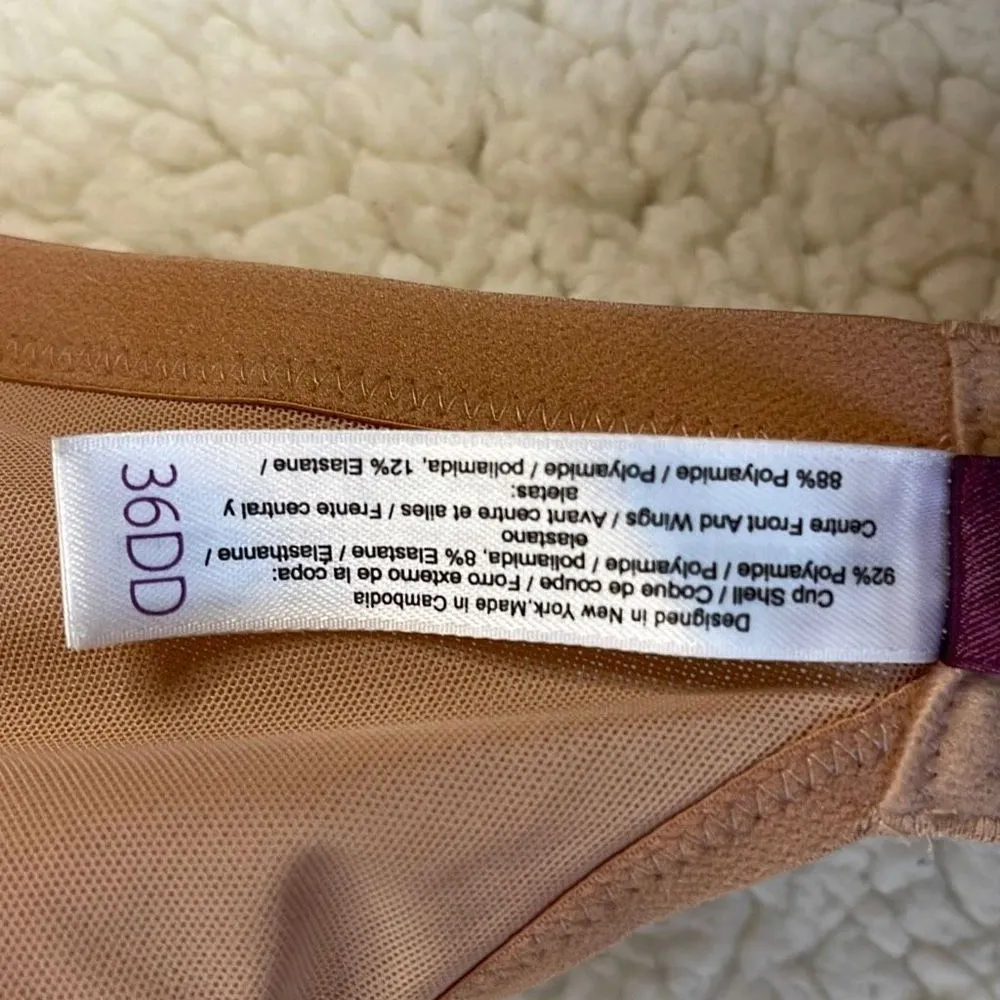 36DD
Designed in New York,Made in Cambodia
Cup Shell / Coque de coupe / Forro externo de la copa:
92% Polyamide / Polyamide / poliamida, 8% Elastane / Élasthanne /
elastano
Centre Front And Wings / Avant centre et ailes / Frente central y
aletas:
88% Polyamide / Polyamide / poliamida, 12% Elastane /